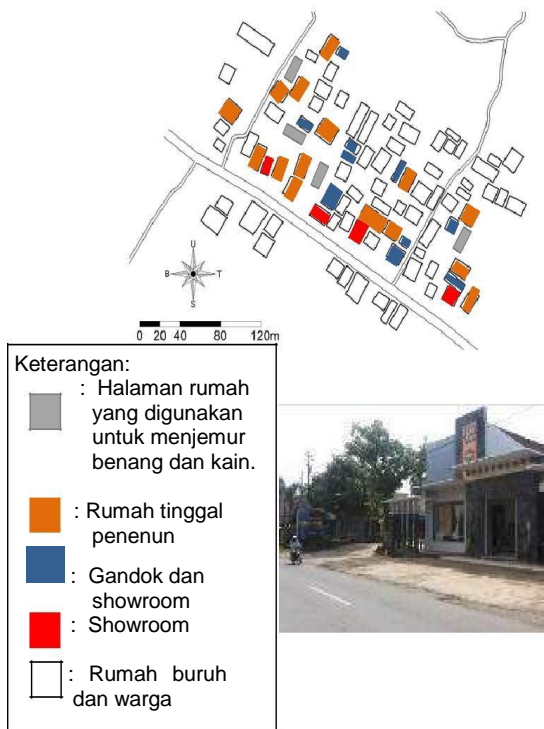 U
B T
S
0 20 40 80 120m
Keterangan:
: Halaman rumah
yang digunakan
untuk menjemur
benang dan kain.
: Rumah tinggal
penenun
: Gandok dan
showroom
: Showroom
: Rumah buruh
dan warga